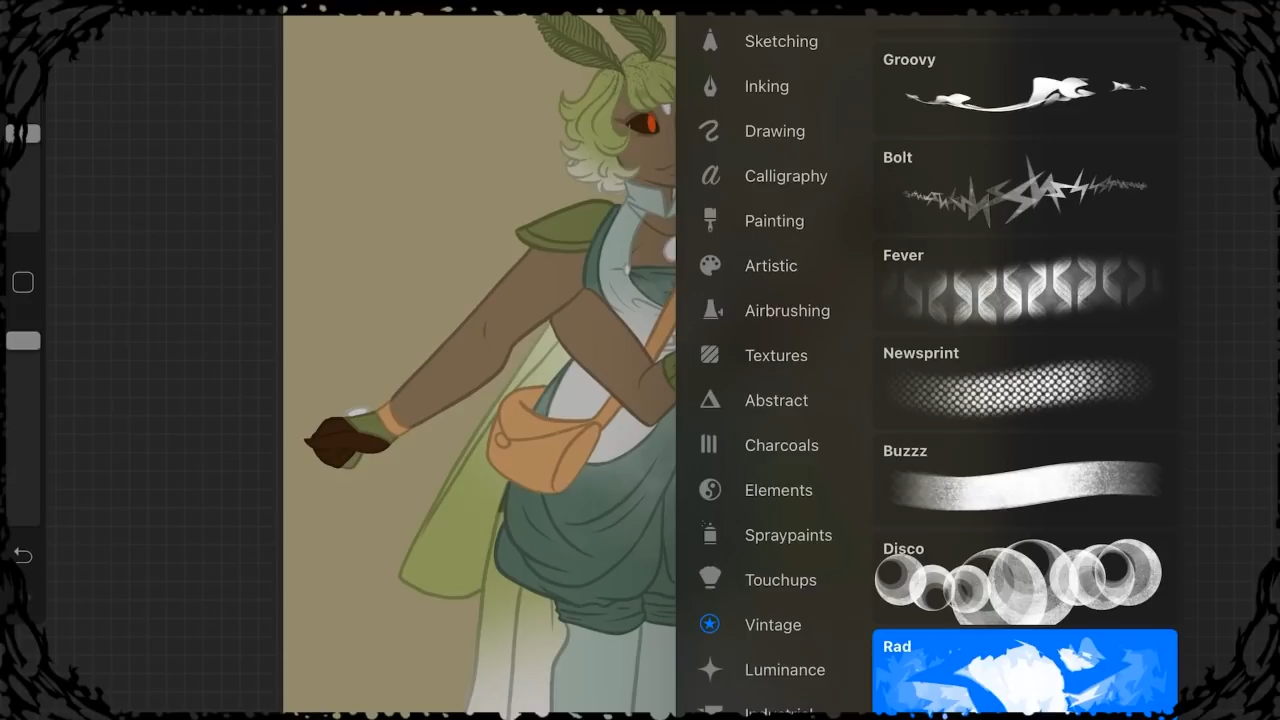 Sketching
Inking
Drawing
Calligraphy
Painting
Artistic
Airbrushing
Textures
Abstract
Charcoals
Elements
Spraypaints
Touchups
Vintage
Luminance
Industrial
Groovy
Bolt
Fever
Newsprint
Buzzz
Disco
Rad